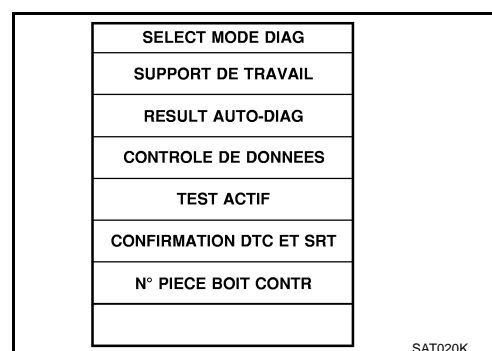 SELECT MODE DIAG
SUPPORT DE TRAVAIL
RESULT AUTO-DIAG
CONTROLE DE DONNEES
TEST ACTIF
CONFIRMATION DTC ET SRT
N° PIECE BOIT CONTR
SAT020K